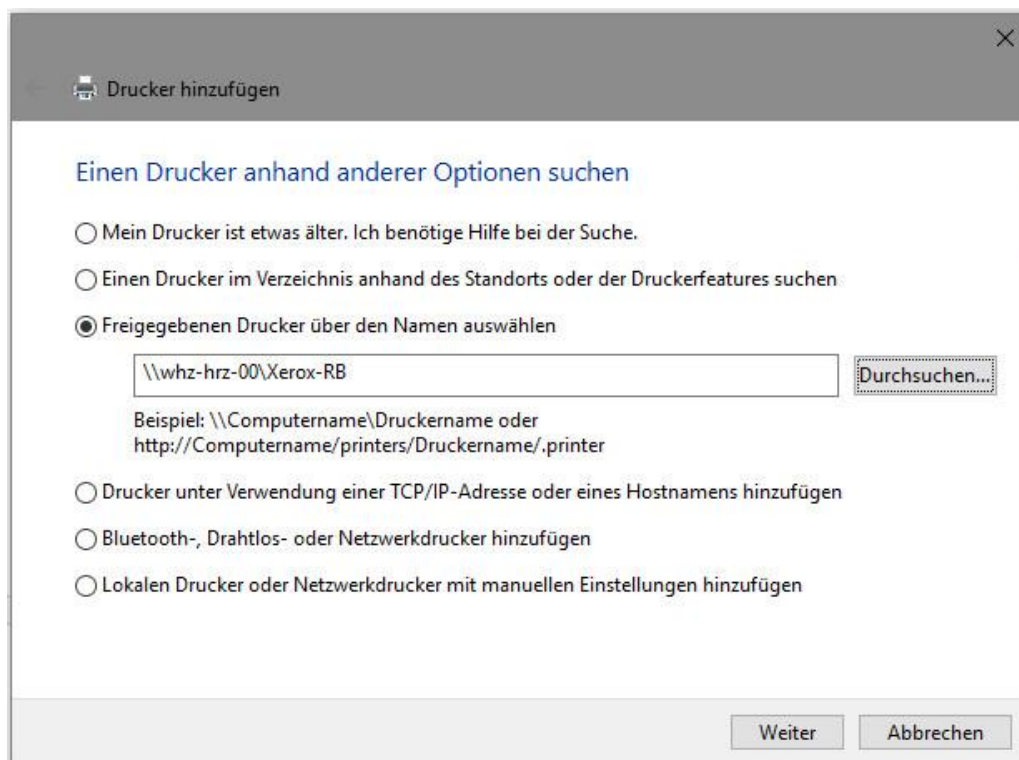 Drucker hinzufügen
Einen Drucker anhand anderer Optionen suchen
Mein Drucker ist etwas älter. Ich benötige Hilfe bei der Suche.
Einen Drucker im Verzeichnis anhand des Standorts oder der Druckerfeatures suchen
Freigegebenen Drucker über den Namen auswählen
\\whz-hrz-00\Xerox-RB
Durchsuchen...
Beispiel: \\Computername\Druckername oder
http://Computername/printers/Druckername/.printer
Drucker unter Verwendung einer TCP/IP-Adresse oder eines Hostnamens hinzufügen
Bluetooth-, Drahtlos- oder Netzwerkdrucker hinzufügen
Lokalen Drucker oder Netzwerkdrucker mit manuellen Einstellungen hinzufügen
Weiter
Abbrechen